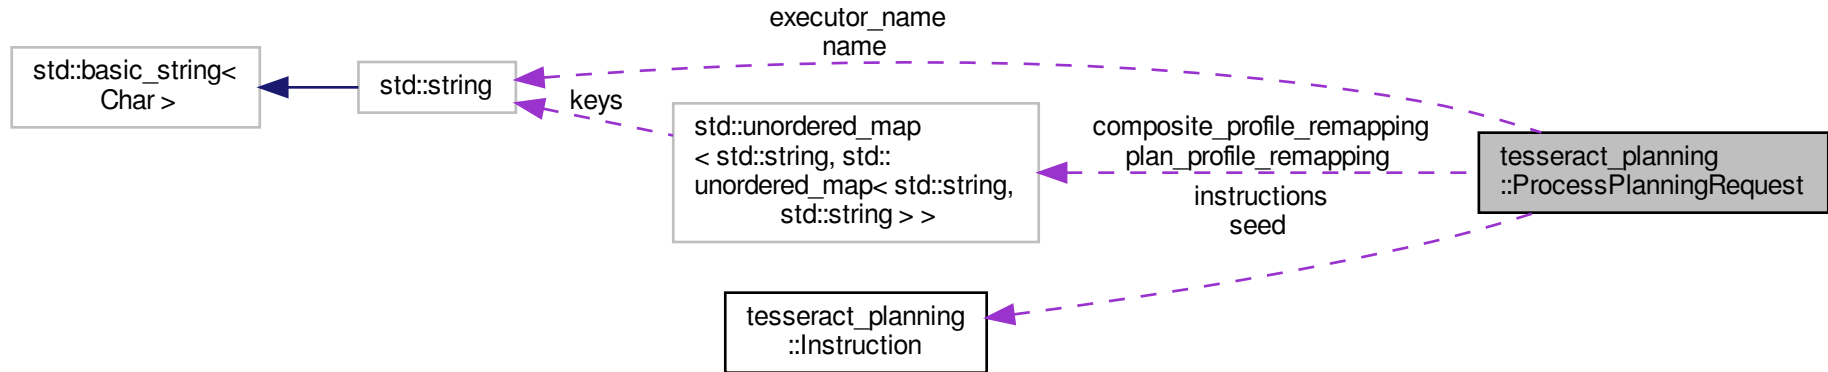 executor_name
name
std::basic_string<
Char >
std::string
keys
std::unordered_map
< std::string, std::
unordered_map< std::string,
std::string > >
composite_profile_remapping
plan_profile_remapping
instructions
seed
tesseract_planning
::ProcessPlanningRequest
tesseract_planning
::Instruction